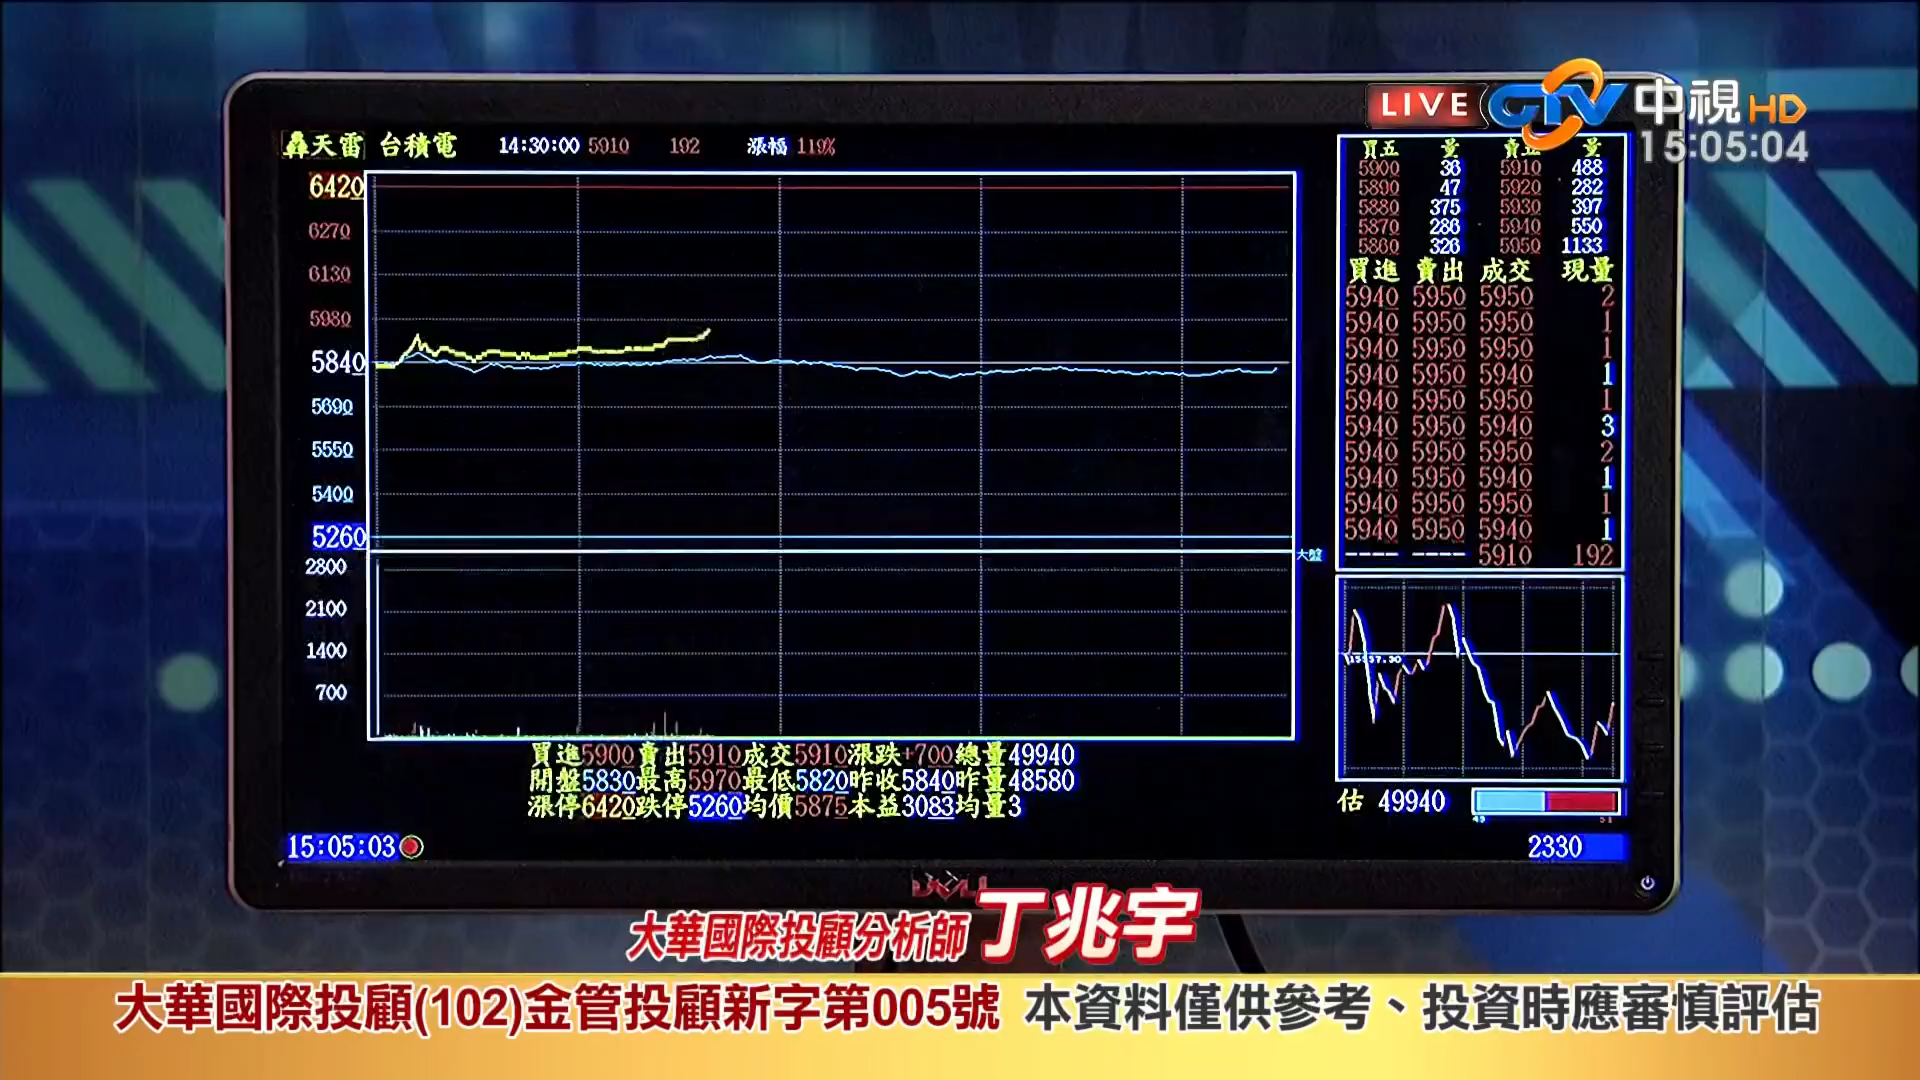 LIVE CTV 中視HD
15:05:04
天雷 台積電 14:30:00 5910 192 漲幅 119%
6420
6270
6130
5980
5840
5690
5550
5400
5260
2800
2100
1400
700
大盤
買五 量 賣五 量
5900 36 5910 488
5890 47 5920 282
5880 375 5930 397
5870 286 5940 550
5860 326 5950 1133
買進 賣出 成交 現量
5940 5950 5950 2
5940 5950 5950 1
5940 5950 5950 1
5940 5950 5940 1
5940 5950 5950 1
5940 5950 5940 3
5940 5950 5950 2
5940 5950 5940 1
5940 5950 5950 1
5940 5950 5940 1
---- ---- 5910 192
買進5900賣出5910成交5910漲跌+700總量49940
開盤5830最高5970最低5820昨收5840昨量48580
漲停6420跌停5260均價5875本益3083均量3
估 49940
15:05:03
2330
DELL
大華國際投顧分析師 丁兆宇
大華國際投顧(102)金管投顧新字第005號 本資料僅供參考、投資時應審慎評估